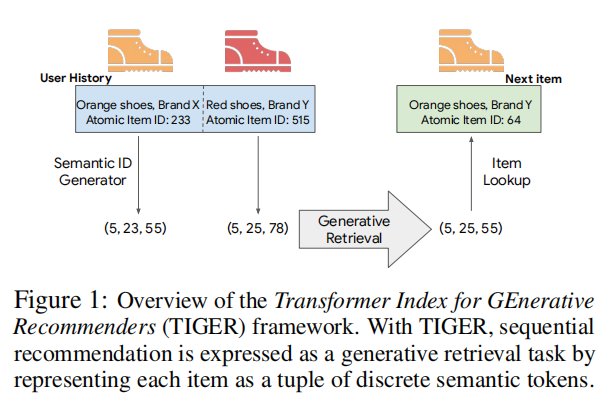 User History
Next item
Orange shoes, Brand X
Atomic Item ID: 233
Red shoes, Brand Y
Atomic Item ID: 515
Orange shoes, Brand Y
Atomic Item ID: 64
Semantic ID
Generator
Item
Lookup
(5, 23, 55)
(5, 25, 78)
Generative
Retrieval
(5, 25, 55)
Figure 1: Overview of the Transformer Index for GEnerative
Recommenders (TIGER) framework. With TIGER, sequential
recommendation is expressed as a generative retrieval task by
representing each item as a tuple of discrete semantic tokens.